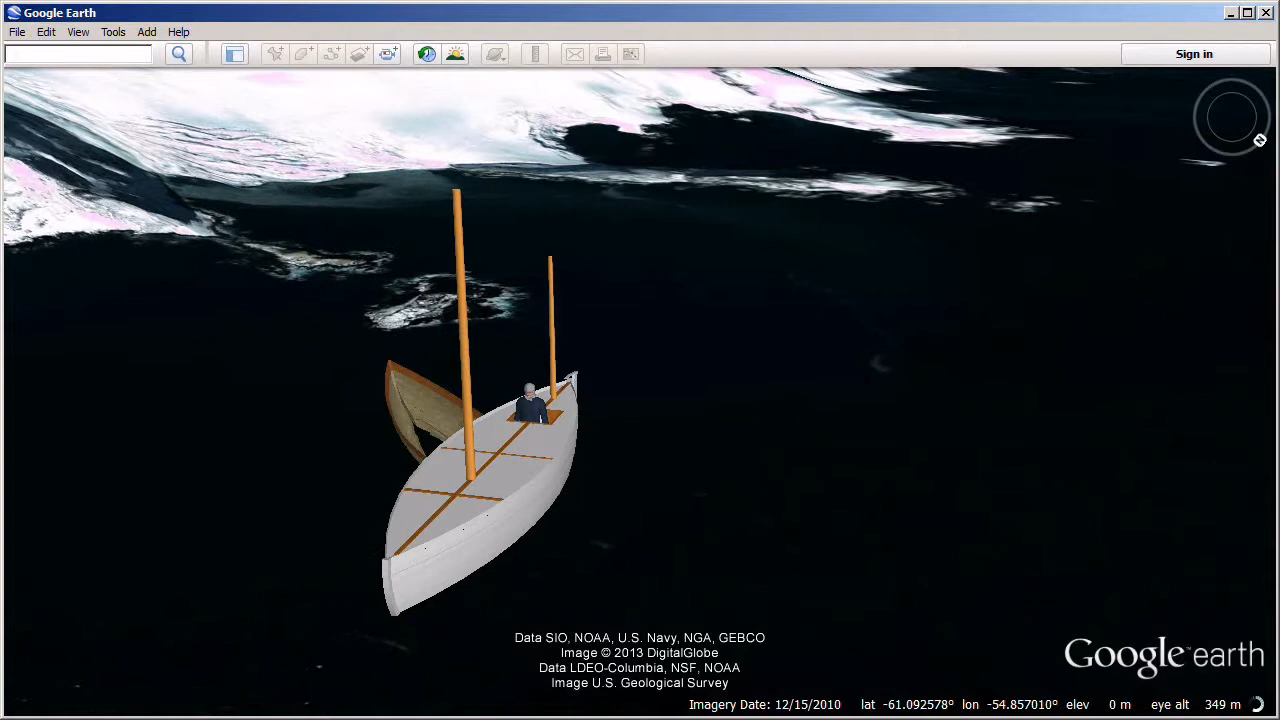 Google Earth
File Edit View Tools Add Help
Sign in
N
Data SIO, NOAA, U.S. Navy, NGA, GEBCO
Image © 2013 DigitalGlobe
Data LDEO-Columbia, NSF, NOAA
Image U.S. Geological Survey
Google earth
Imagery Date: 12/15/2010 lat -61.092578° lon -54.857010° elev 0 m eye alt 349 m